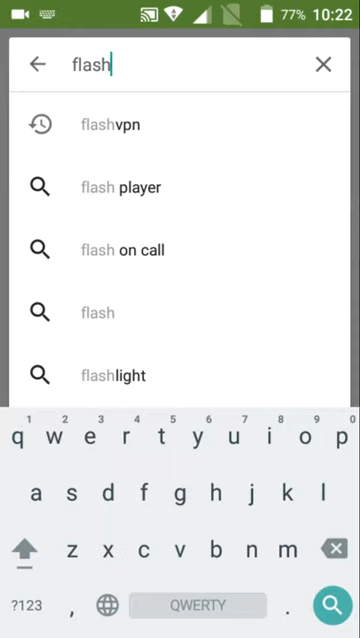 77% 10:22
flash
flashvpn
flash player
flash on call
flash
flashlight
1 2 3 4 5 6 7 8 9 0
q w e r t y u i o p
a s d f g h j k l
z x c v b n m
?123 , QWERTY .